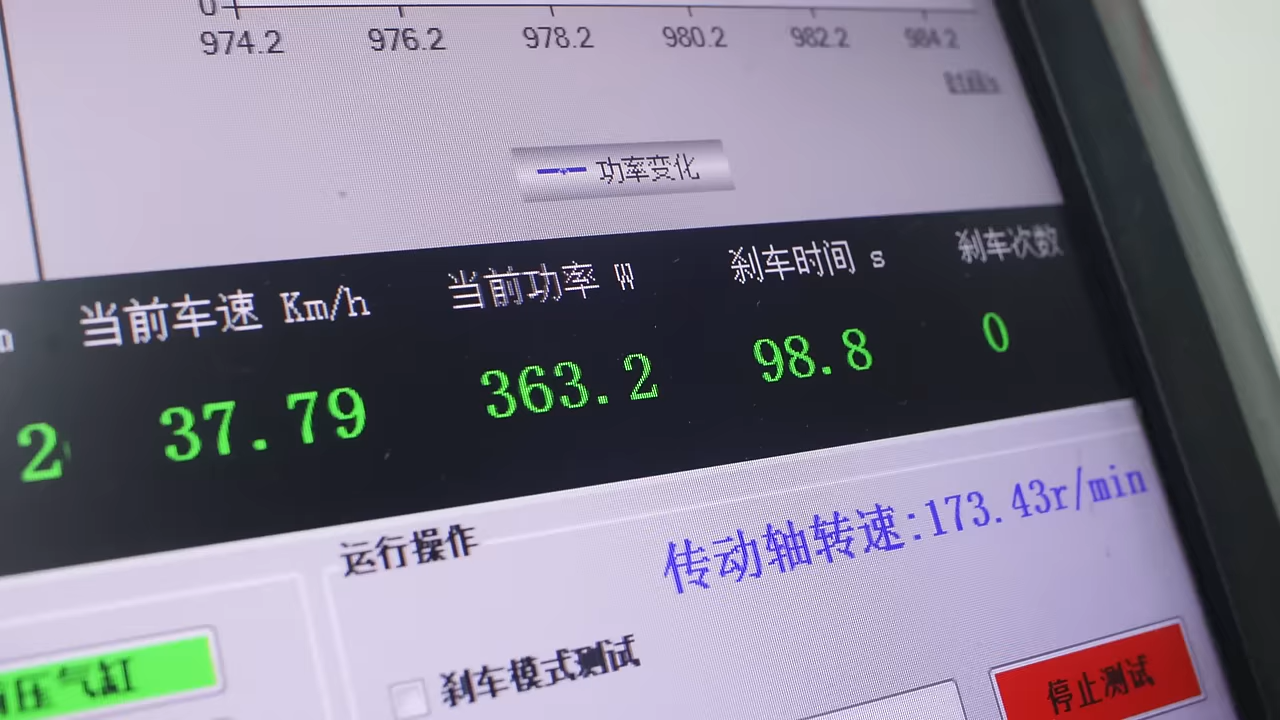 0
974.2 976.2 978.2 980.2 982.2 984.2
功率变化
当前车速 Km/h 当前功率 W 刹车时间 s 刹车次数
2 37.79 363.2 98.8 0
传动轴转速:173.43r/min
运行操作
刹车模式测试
压气缸
停止测试